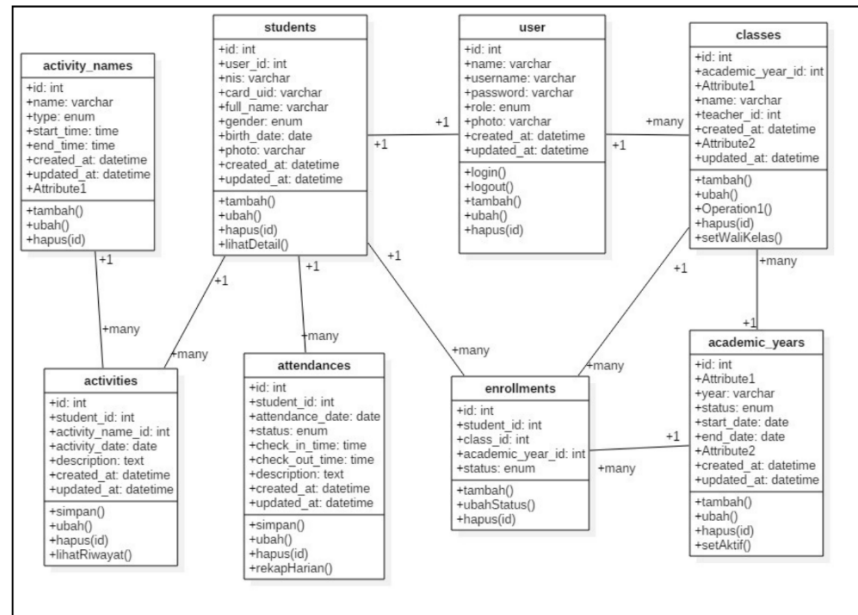 activity_names
+id: int
+name: varchar
+type: enum
+start_time: time
+end_time: time
+created_at: datetime
+updated_at: datetime
+Attribute1
+tambah()
+ubah()
+hapus(id)
students
+id: int
+user_id: int
+nis: varchar
+card_uid: varchar
+full_name: varchar
+gender: enum
+birth_date: date
+photo: varchar
+created_at: datetime
+updated_at: datetime
+tambah()
+ubah()
+hapus(id)
+lihatDetail()
user
+id: int
+name: varchar
+username: varchar
+password: varchar
+role: enum
+photo: varchar
+created_at: datetime
+updated_at: datetime
+login()
+logout()
+tambah()
+ubah()
+hapus(id)
classes
+id: int
+academic_year_id: int
+Attribute1
+name: varchar
+teacher_id: int
+created_at: datetime
+Attribute2
+updated_at: datetime
+tambah()
+ubah()
+Operation1()
+hapus(id)
+setWaliKelas()
+1
+1
+many
+1
+1
+1
+1
+1
+1
+many
+many
+many
+many
+many
+many
+1
+1
+many
activities
+id: int
+student_id: int
+activity_name_id: int
+activity_date: date
+description: text
+created_at: datetime
+updated_at: datetime
+simpan()
+ubah()
+hapus(id)
+lihatRiwayat()
attendances
+id: int
+student_id: int
+attendance_date: date
+status: enum
+check_in_time: time
+check_out_time: time
+description: text
+created_at: datetime
+updated_at: datetime
+simpan()
+ubah()
+hapus(id)
+rekapHarian()
enrollments
+id: int
+student_id: int
+class_id: int
+academic_year_id: int
+status: enum
+tambah()
+ubahStatus()
+hapus(id)
academic_years
+id: int
+Attribute1
+year: varchar
+status: enum
+start_date: date
+end_date: date
+Attribute2
+created_at: datetime
+updated_at: datetime
+tambah()
+ubah()
+hapus(id)
+setAktif()